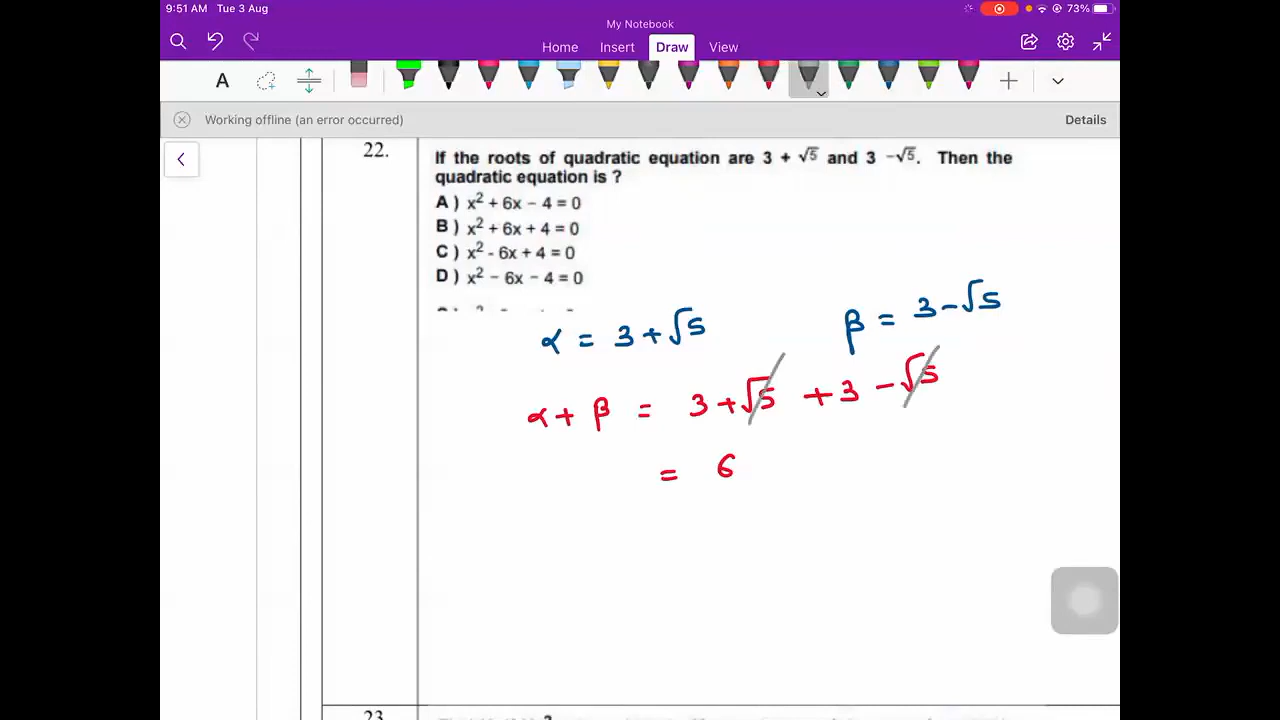 9:51 AM Tue 3 Aug
73%
My Notebook
Home Insert Draw View
A
Working offline (an error occurred) Details
22.
If the roots of quadratic equation are 3 + √5 and 3 −√5. Then the
quadratic equation is ?
A ) x² + 6x − 4 = 0
B ) x² + 6x + 4 = 0
C ) x² - 6x + 4 = 0
D ) x² − 6x − 4 = 0
α = 3 + √5 β = 3 − √5
α + β = 3 + √5 + 3 − √5
= 6
23